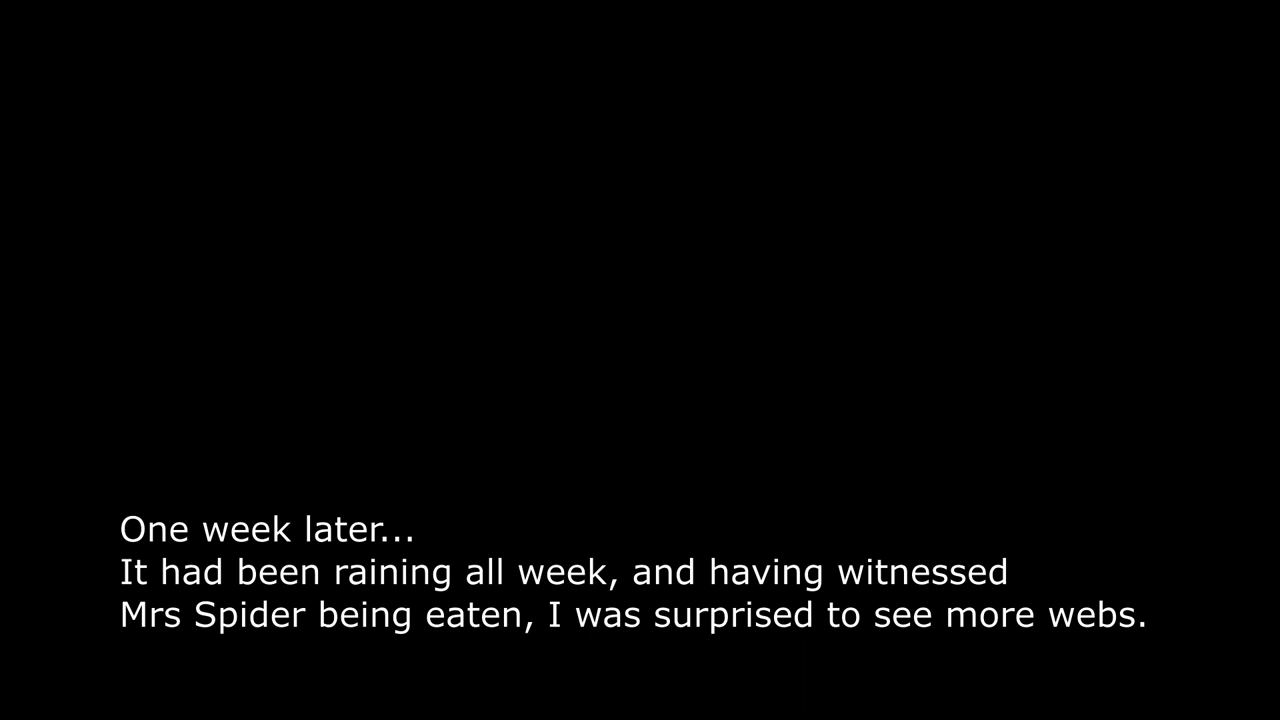 One week later...
It had been raining all week, and having witnessed
Mrs Spider being eaten, I was surprised to see more webs.